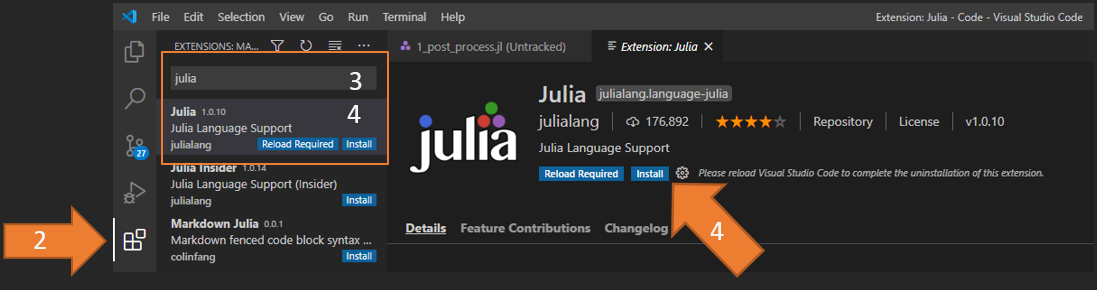 File Edit Selection View Go Run Terminal Help
Extension: Julia - Code - Visual Studio Code
EXTENSIONS: MA...
julia
3
Julia 1.0.10
4
Julia Language Support
julialang
Reload Required
Install
Julia Insider 1.0.14
Julia Language Support (Insider)
julialang
Install
Markdown Julia 0.0.1
Markdown fenced code block syntax ...
colinfang
Install
27
2
1_post_process.jl (Untracked)
Extension: Julia
julia
Julia julialang.language-julia
julialang 176,892 Repository License v1.0.10
Julia Language Support
Reload Required Install Please reload Visual Studio Code to complete the uninstallation of this extension.
Details Feature Contributions Changelog
4